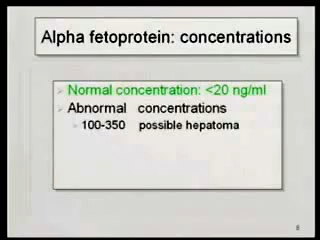 Alpha fetoprotein: concentrations
Normal concentration: <20 ng/ml
Abnormal concentrations
100-350 possible hepatoma
8